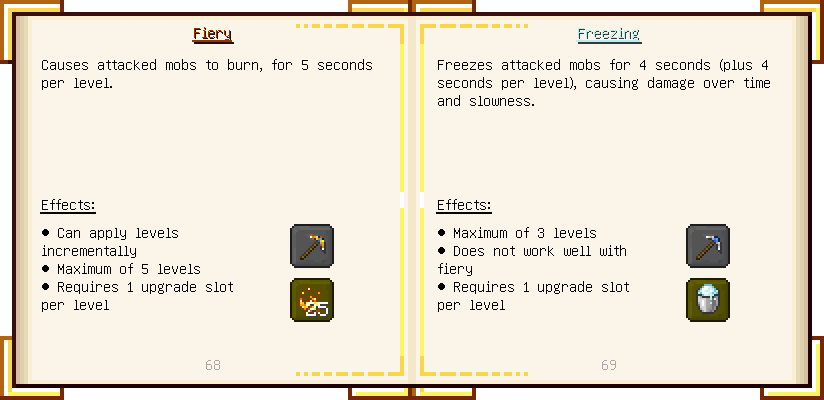 Fiery
Causes attacked mobs to burn, for 5 seconds
per level.
Effects:
• Can apply levels
incrementally
• Maximum of 5 levels
• Requires 1 upgrade slot
per level
25
68
Freezing
Freezes attacked mobs for 4 seconds (plus 4
seconds per level), causing damage over time
and slowness.
Effects:
• Maximum of 3 levels
• Does not work well with
fiery
• Requires 1 upgrade slot
per level
69